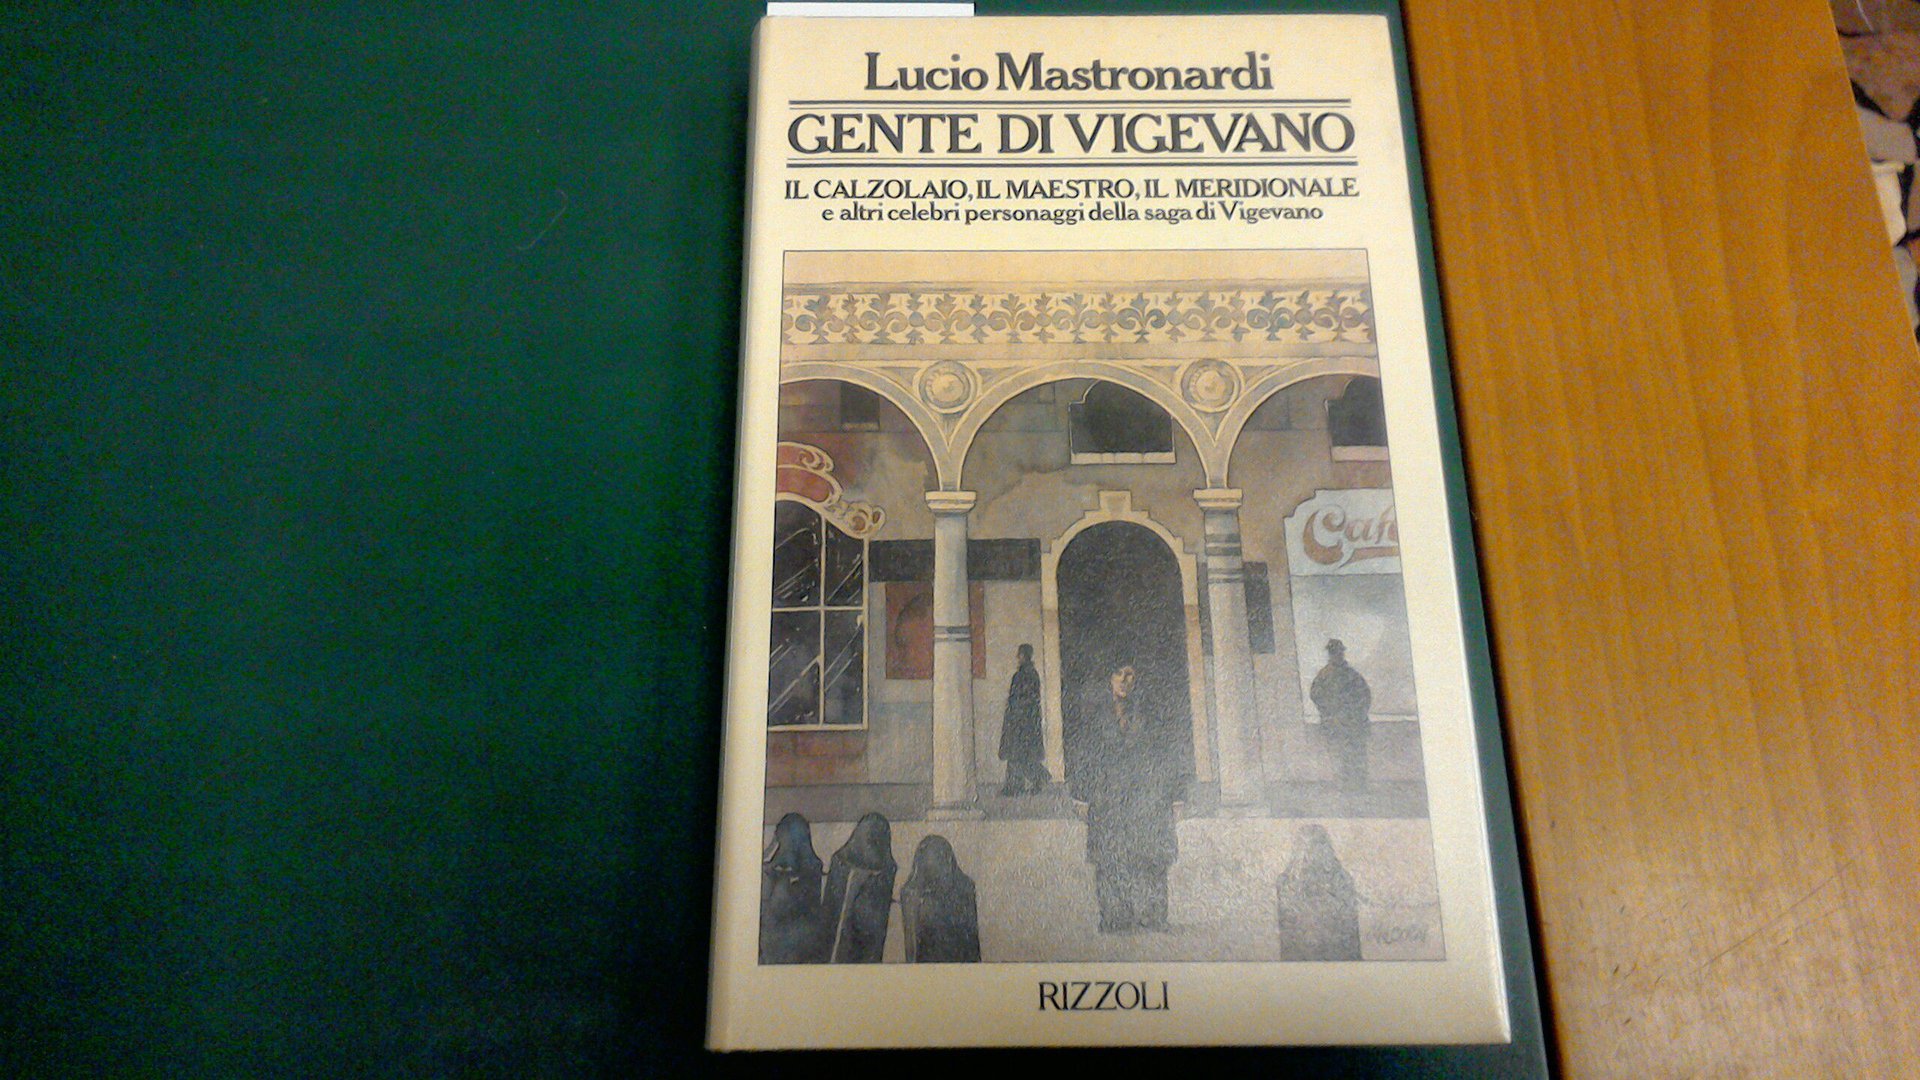 Lucio Mastronardi
GENTE DI VIGEVANO
IL CALZOLAIO, IL MAESTRO, IL MERIDIONALE
e altri celebri personaggi della saga di Vigevano
RIZZOLI